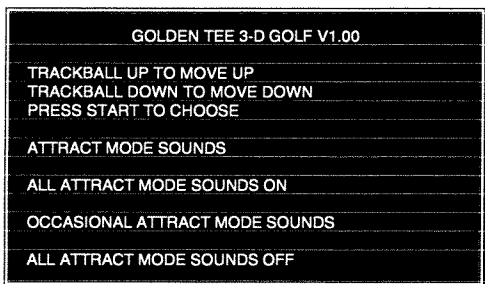 GOLDEN TEE 3-D GOLF V1.00
TRACKBALL UP TO MOVE UP
TRACKBALL DOWN TO MOVE DOWN
PRESS START TO CHOOSE
ATTRACT MODE SOUNDS
ALL ATTRACT MODE SOUNDS ON
OCCASIONAL ATTRACT MODE SOUNDS
ALL ATTRACT MODE SOUNDS OFF